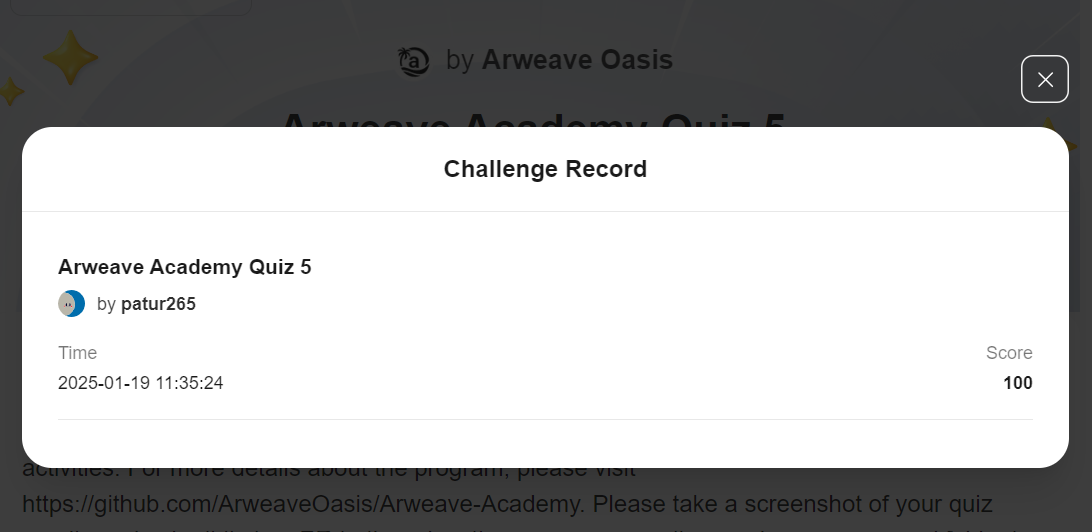 by Arweave Oasis
Arweave Academy Quiz 5
Challenge Record
Arweave Academy Quiz 5
by patur265
Time
Score
2025-01-19 11:35:24
100
activities. For more details about the program, please visit
https://github.com/ArweaveOasis/Arweave-Academy. Please take a screenshot of your quiz